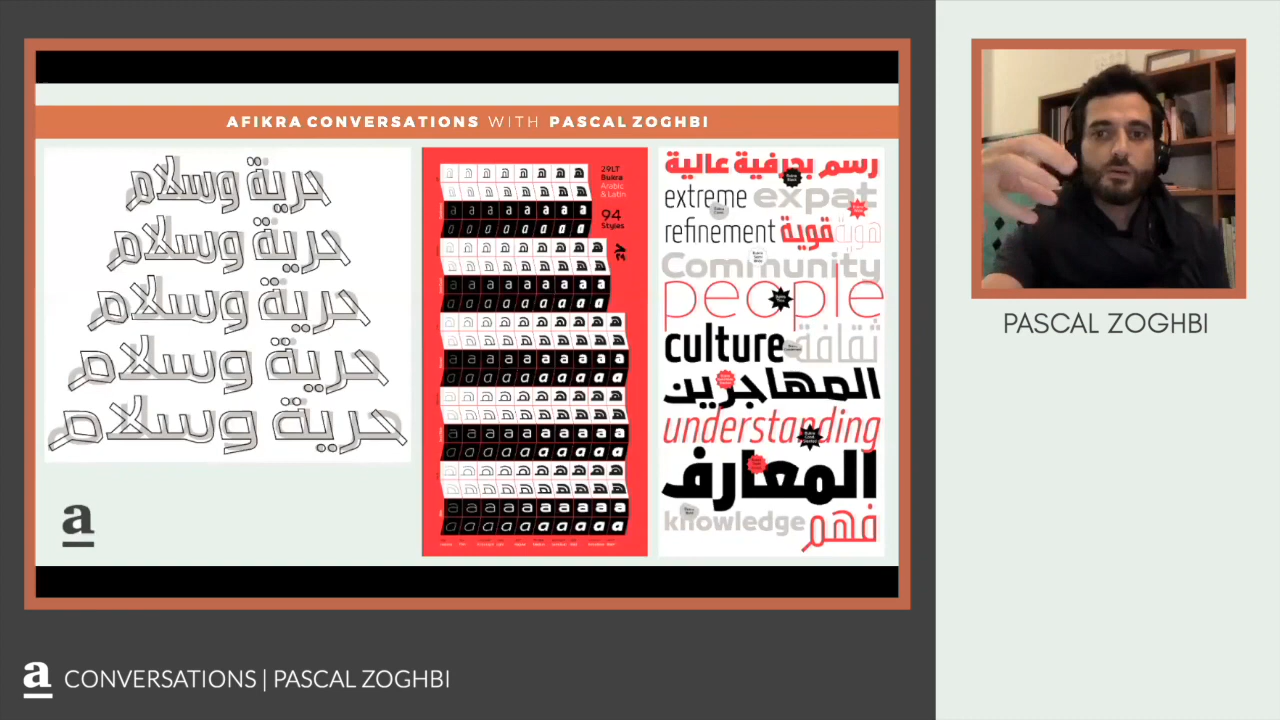 AFIKRA CONVERSATIONS WITH PASCAL ZOGHBI
حرية وسلام
حرية وسلام
حرية وسلام
حرية وسلام
حرية وسلام
a
29LT
Bukra
Arabic
& Latin
94
Styles
رسم بحرفية عالية
extreme expat
refinement هوية قوية
Community
people
culture ثقافة
المهاجرين
understanding
المعارف
knowledge فهم
PASCAL ZOGHBI
a CONVERSATIONS | PASCAL ZOGHBI